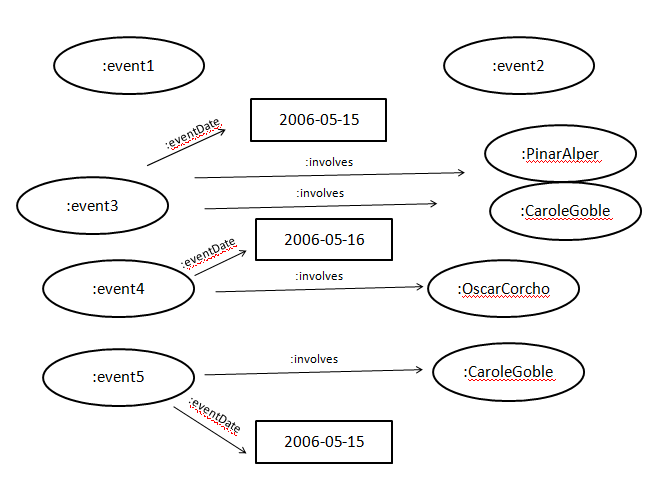 :event1
:event2
:eventDate
2006-05-15
:involves
:PinarAlper
:event3
:involves
:CaroleGoble
:eventDate
2006-05-16
:event4
:involves
:OscarCorcho
:event5
:involves
:CaroleGoble
:eventDate
2006-05-15